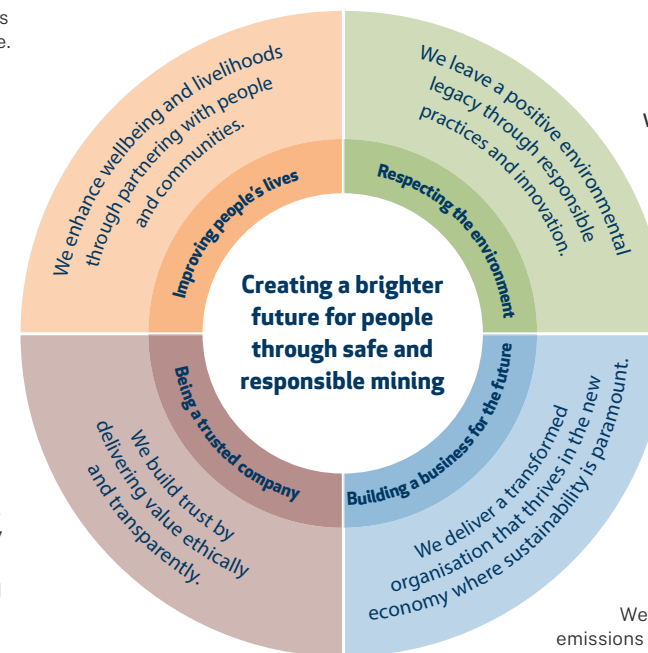 We enhance wellbeing and livelihoods
through partnering with people
and communities.
Improving people's lives
We leave a positive environmental
legacy through responsible
practices and innovation.
Respecting the environment
Creating a brighter
future for people
through safe and
responsible mining
Being a trusted company
We build trust by
delivering value ethically
and transparently.
Building a business for the future
We deliver a transformed
organisation that thrives in the new
economy where sustainability is paramount.
We
emissions